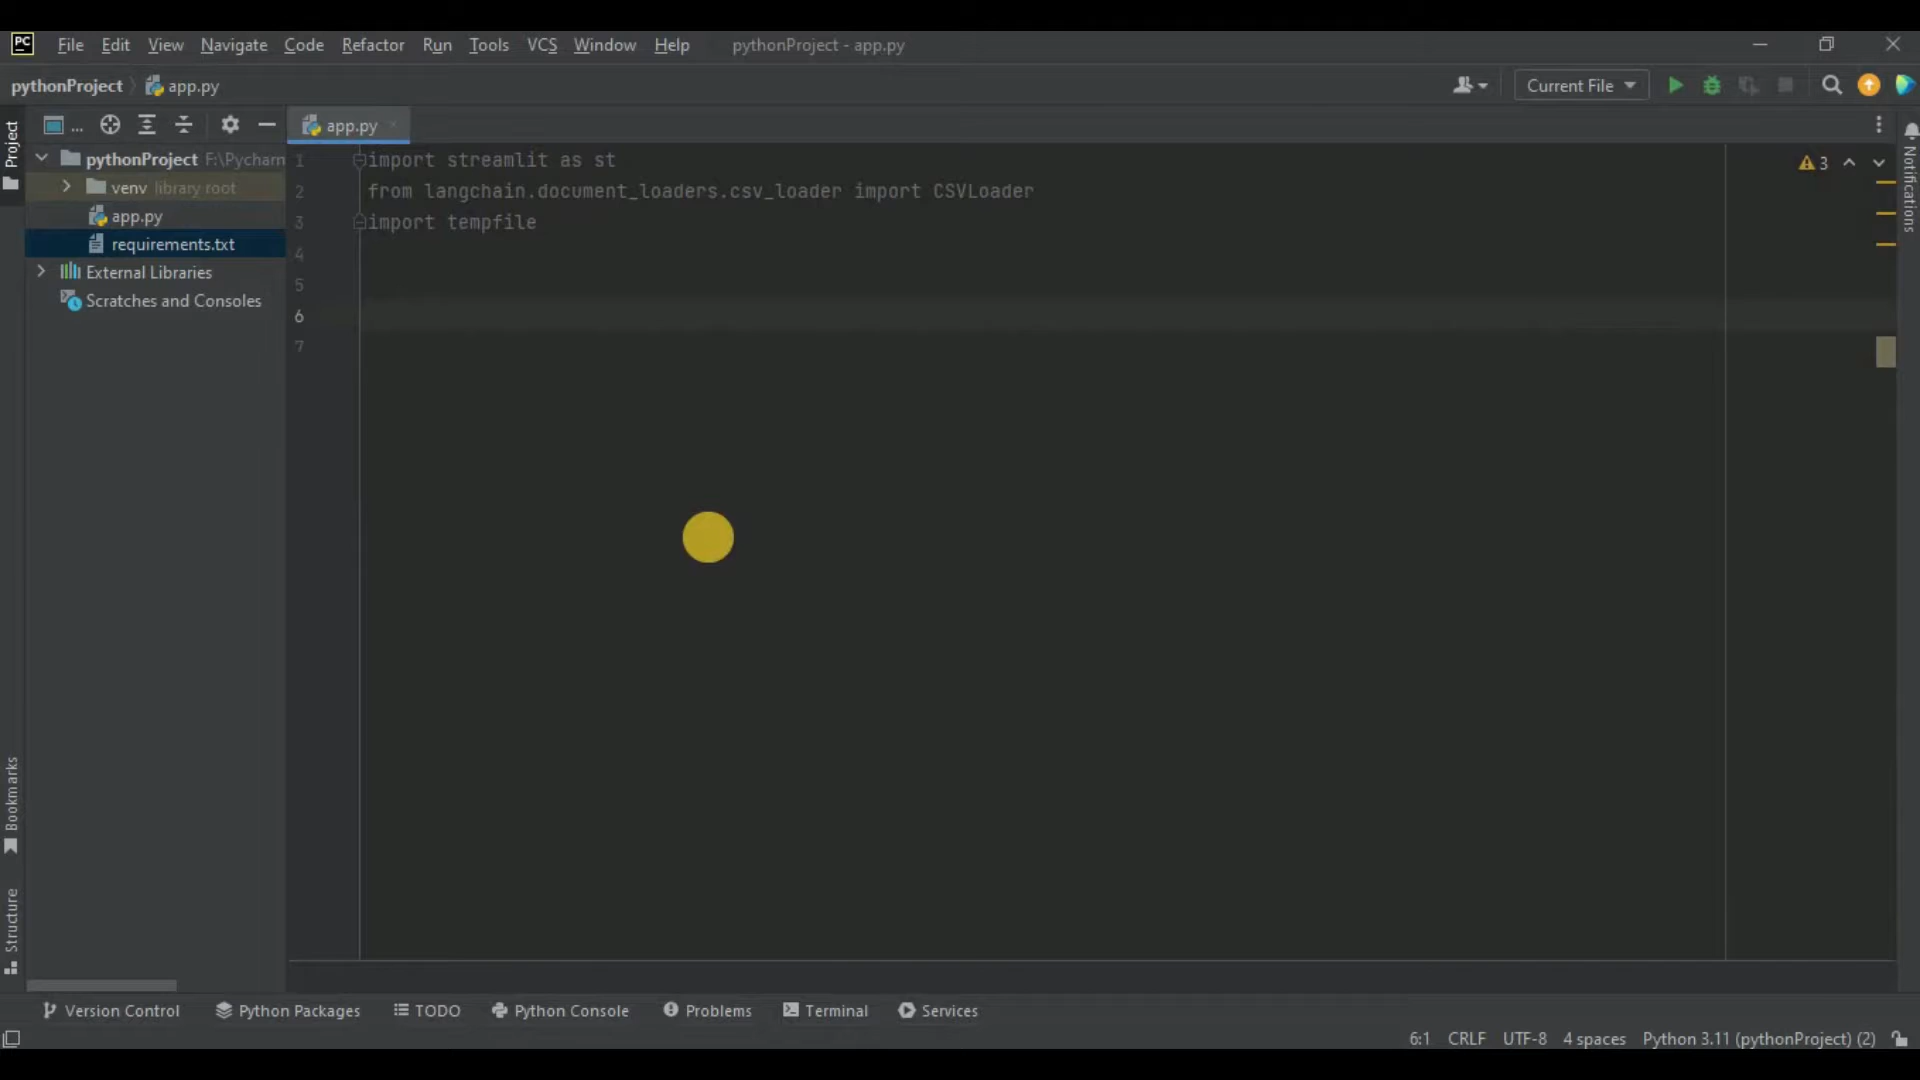 PC File Edit View Navigate Code Refactor Run Tools VCS Window Help pythonProject - app.py
pythonProject app.py Current File
Project ... app.py
pythonProject F:\Pycharm
venv library root
app.py
requirements.txt
External Libraries
Scratches and Consoles
1 import streamlit as st
2 from langchain.document_loaders.csv_loader import CSVLoader
3 import tempfile
4
5
6
7
3
Notifications
Bookmarks
Structure
Version Control Python Packages TODO Python Console Problems Terminal Services
6:1 CRLF UTF-8 4 spaces Python 3.11 (pythonProject) (2)